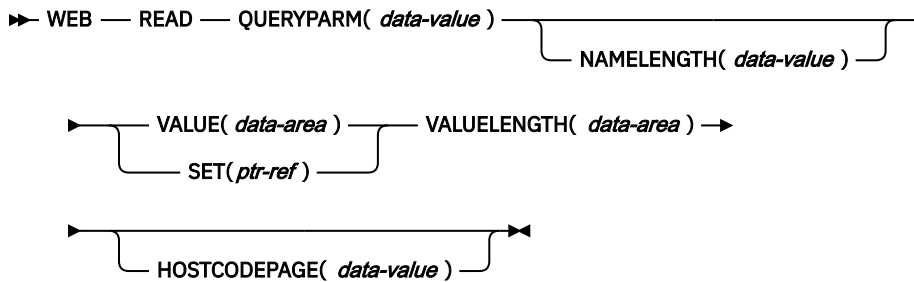 WEB READ QUERYPARM( data-value )
NAMELENGTH( data-value )
VALUE( data-area ) VALUELENGTH( data-area )
SET(ptr-ref )
HOSTCODEPAGE( data-value )